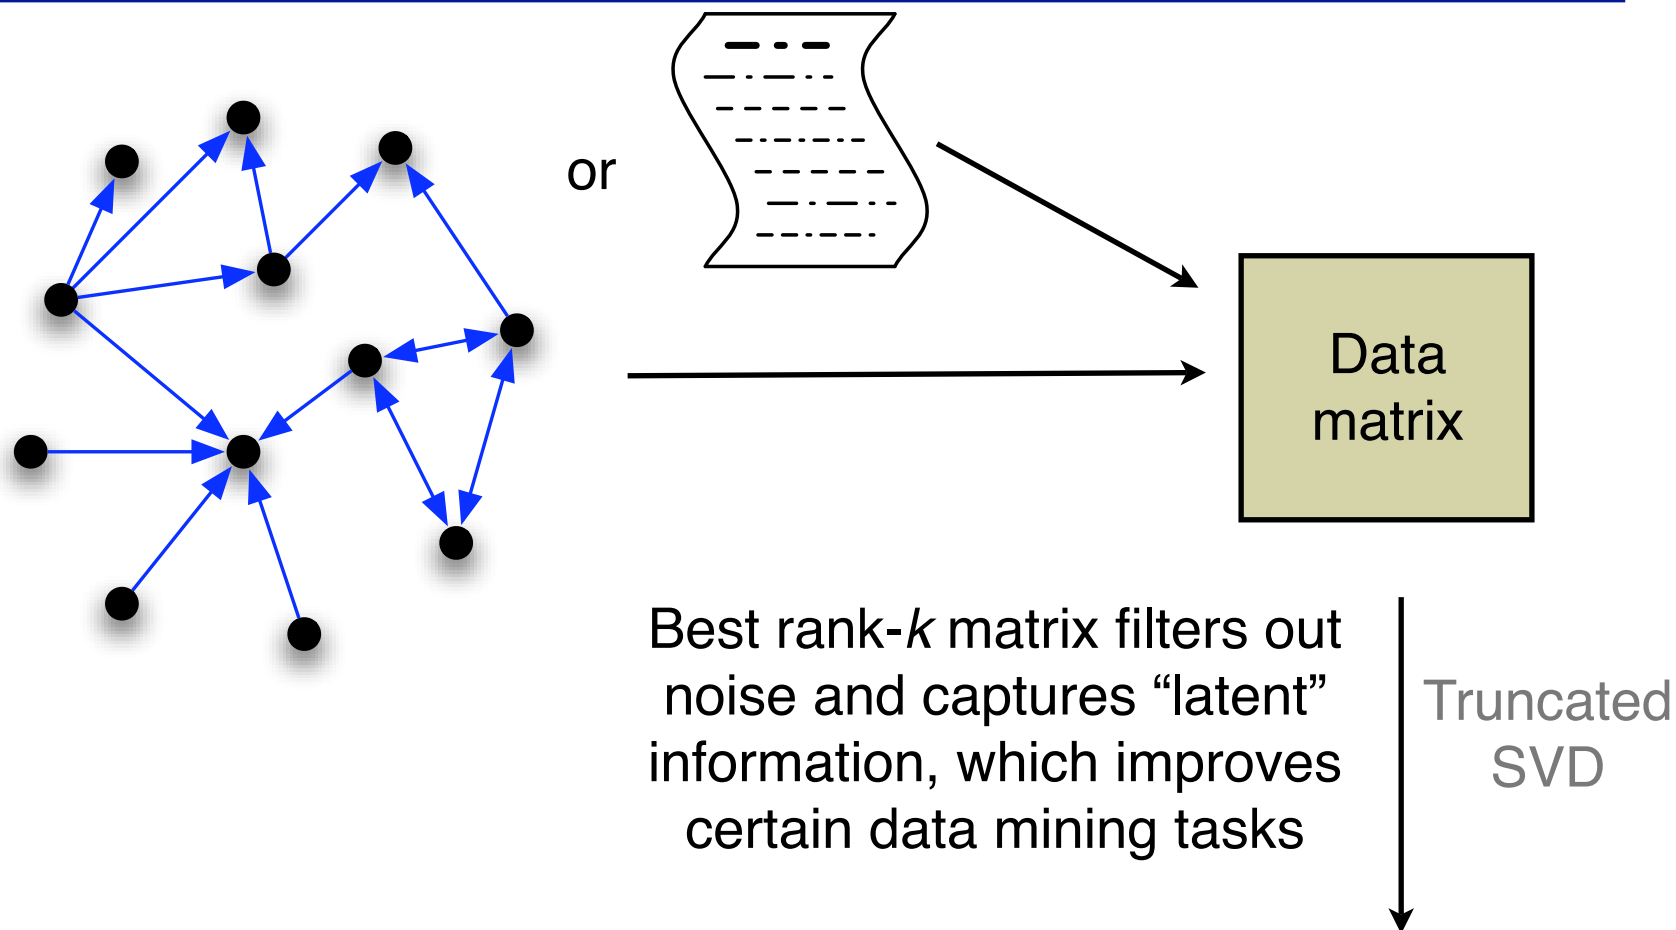 or
Data
matrix
Best rank-k matrix filters out
noise and captures “latent”
information, which improves
certain data mining tasks
Truncated
SVD